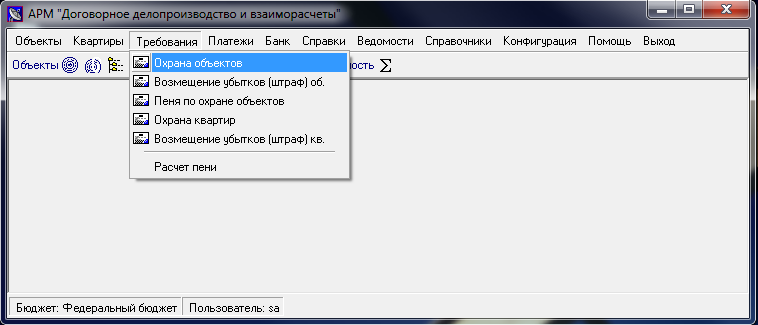 АРМ "Договорное делопроизводство и взаиморасчеты"
Объекты Квартиры Требования Платежи Банк Справки Ведомости Справочники Конфигурация Помощь Выход
Объекты ность Σ
Охрана объектов
Возмещение убытков (штраф) об.
Пеня по охране объектов
Охрана квартир
Возмещение убытков (штраф) кв.
Расчет пени
Бюджет: Федеральный бюджет Пользователь: sa